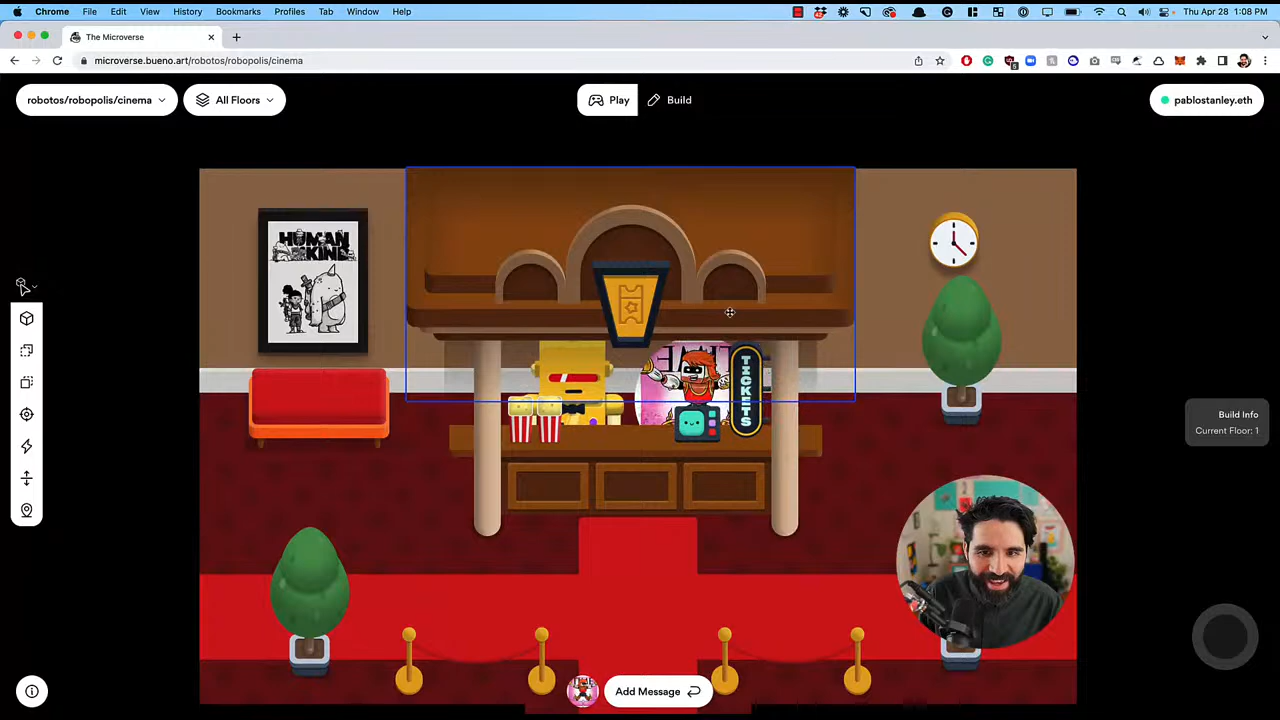 Chrome File Edit View History Bookmarks Profiles Tab Window Help Thu Apr 28 1:08 PM
The Microverse
microverse.bueno.art/robotos/robopolis/cinema
robotos/robopolis/cinema All Floors Play Build pablostanley.eth
HUMAN
KIND
TICKETS
Build Info
Current Floor: 1
Add Message